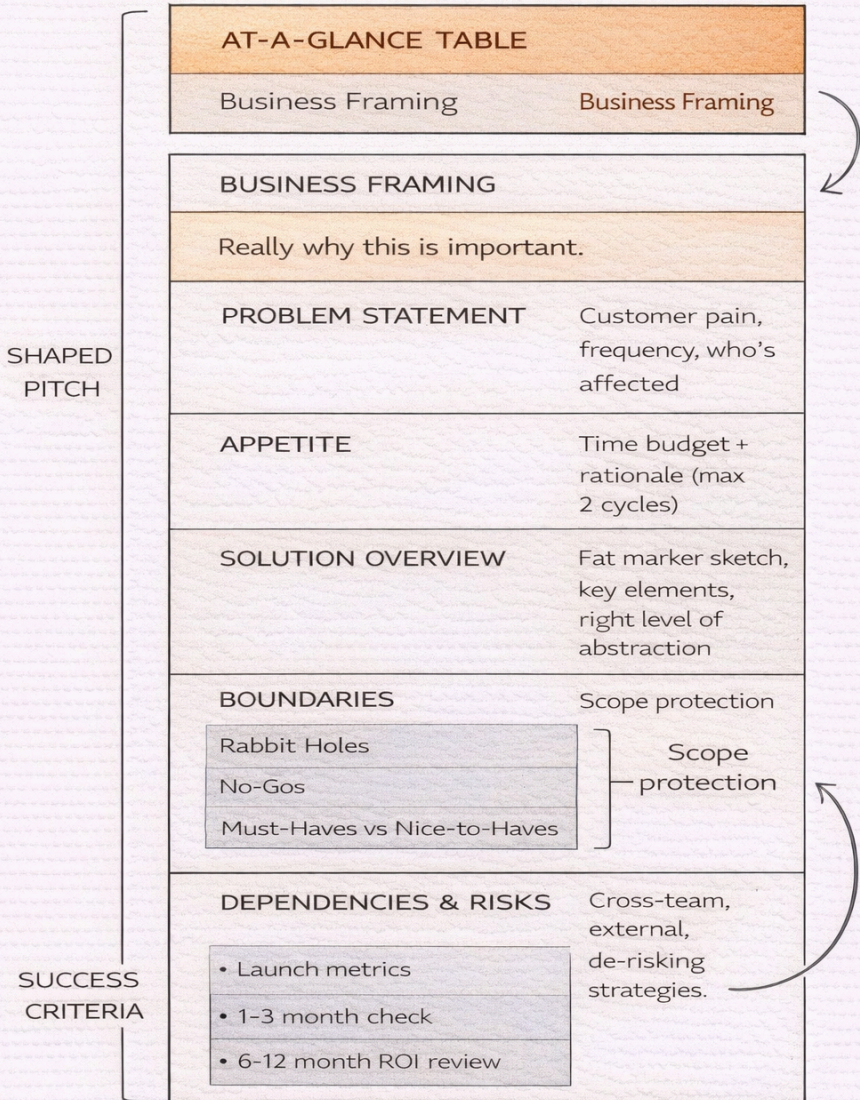 AT-A-GLANCE TABLE
Business Framing
Business Framing
BUSINESS FRAMING
Really why this is important.
PROBLEM STATEMENT
Customer pain,
frequency, who's
affected
SHAPED
PITCH
APPETITE
Time budget +
rationale (max
2 cycles)
SOLUTION OVERVIEW
Fat marker sketch,
key elements,
right level of
abstraction
BOUNDARIES
Scope protection
Rabbit Holes
No-Gos
Must-Haves vs Nice-to-Haves
Scope
protection
DEPENDENCIES & RISKS
Cross-team,
external,
de-risking
strategies.
SUCCESS
CRITERIA
• Launch metrics
• 1-3 month check
• 6-12 month ROI review